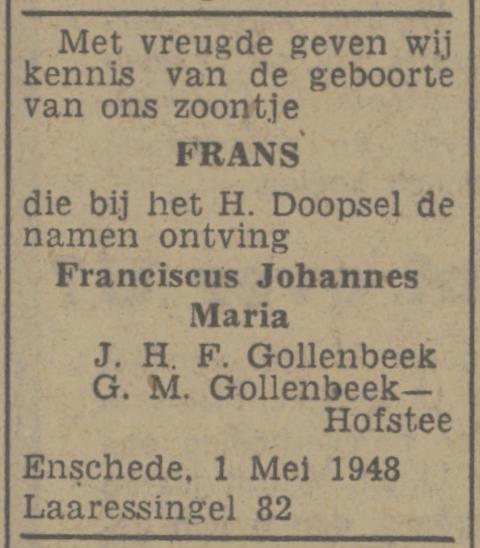 Met vreugde geven wij
kennis van de geboorte
van ons zoontje
FRANS
die bij het H. Doopsel de
namen ontving
Franciscus Johannes
Maria
J. H. F. Gollenbeek
G. M. Gollenbeek—
Hofstee
Enschede, 1 Mei 1948
Laaressingel 82